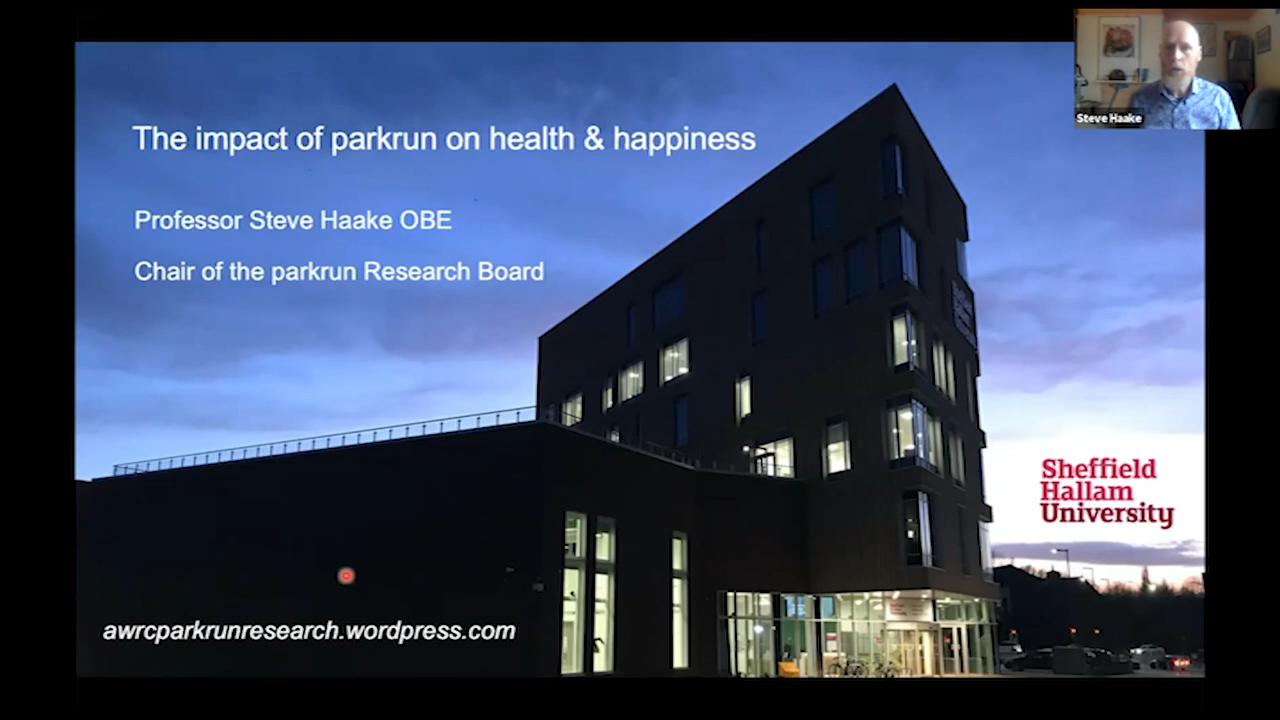 The impact of parkrun on health & happiness
Professor Steve Haake OBE
Chair of the parkrun Research Board
Steve Haake
Sheffield
Hallam
University
awrcparkrunresearch.wordpress.com